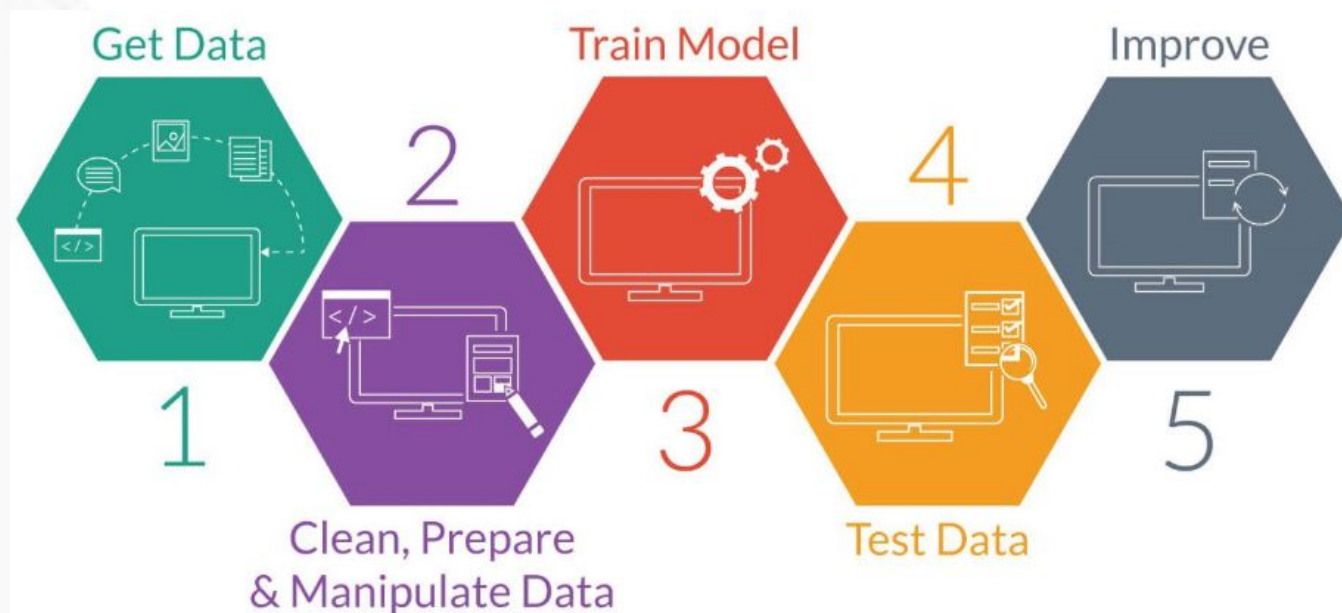 Get Data
1
2
Clean, Prepare
& Manipulate Data
Train Model
3
4
Test Data
Improve
5
</>
</>